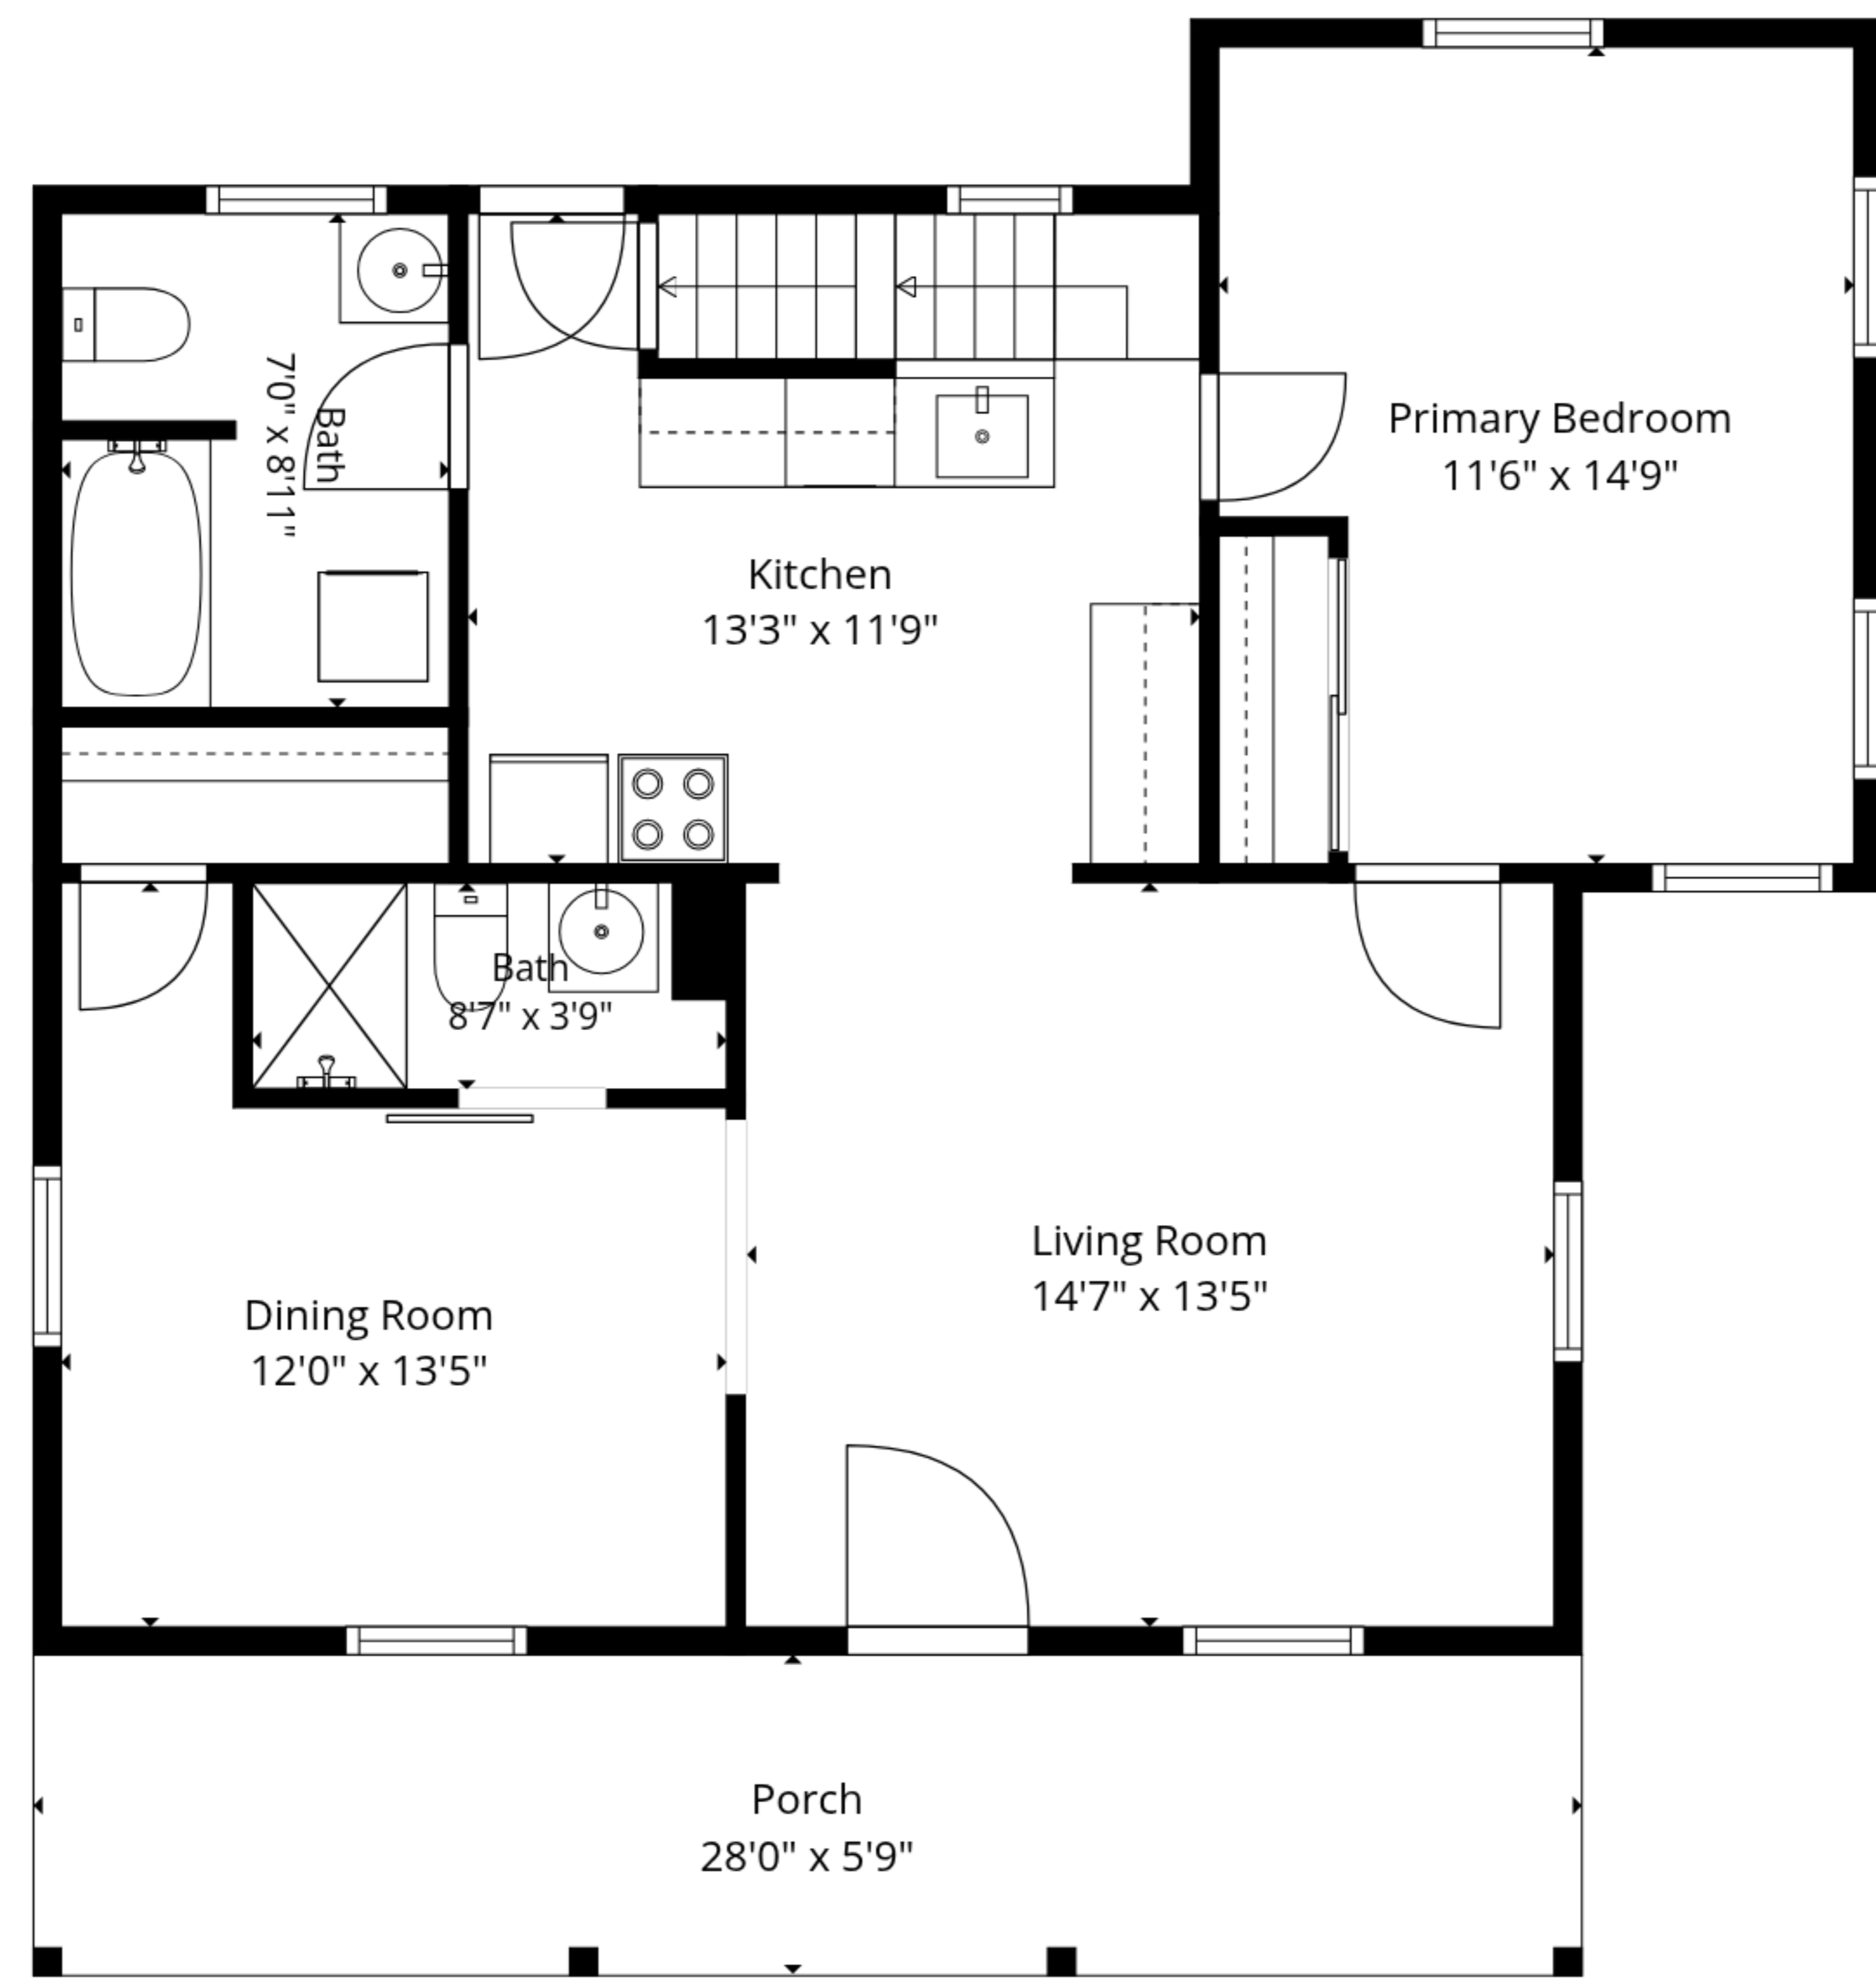 Primary Bedroom
11'6" x 14'9"
Bath
7'0" x 8'11"
Kitchen
13'3" x 11'9"
Bath
8'7" x 3'9"
Living Room
14'7" x 13'5"
Dining Room
12'0" x 13'5"
Porch
28'0" x 5'9"